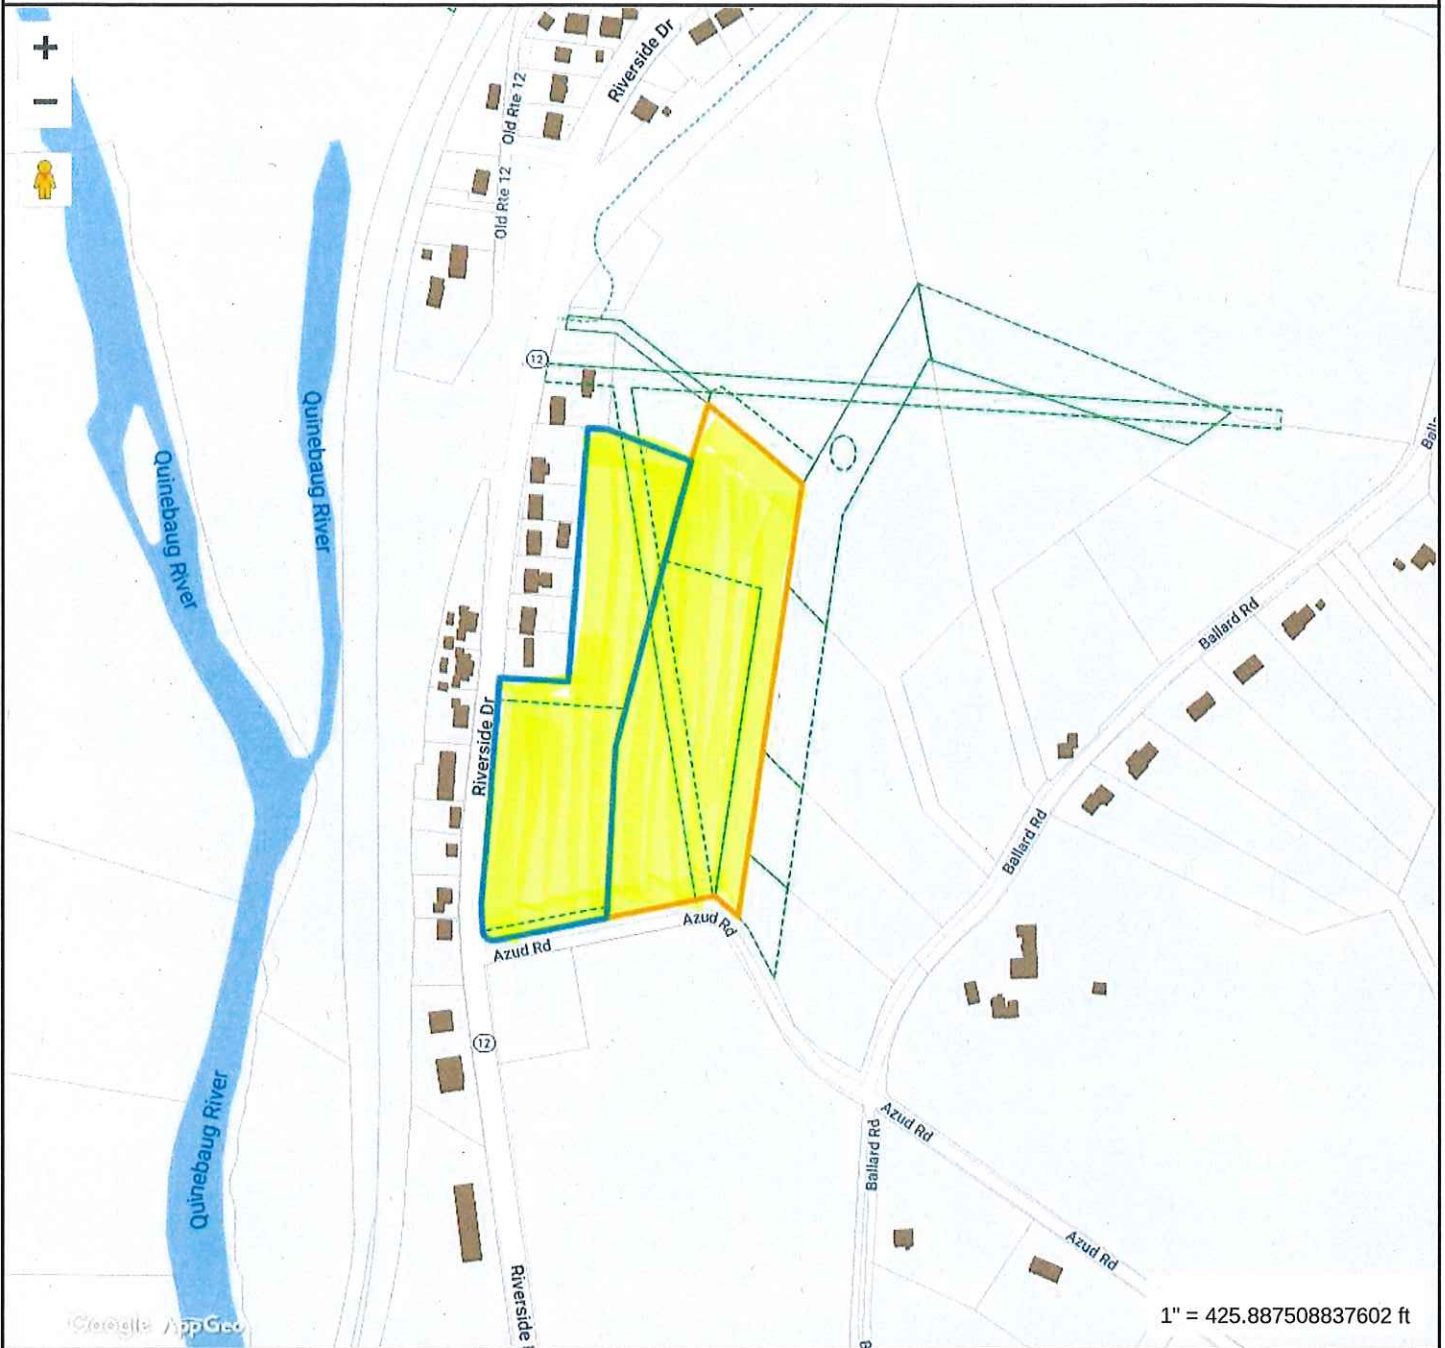 +
−
Riverside Dr
Old Rte 12
Old Rte 12
12
Quinebaug River
Quinebaug River
Ballard Rd
Riverside Dr
Ballard Rd
Azud Rd
Azud Rd
12
Quinebaug River
Ballard Rd
Azud Rd
Azud Rd
Riverside
Google AppGeo
1" = 425.887508837602 ft